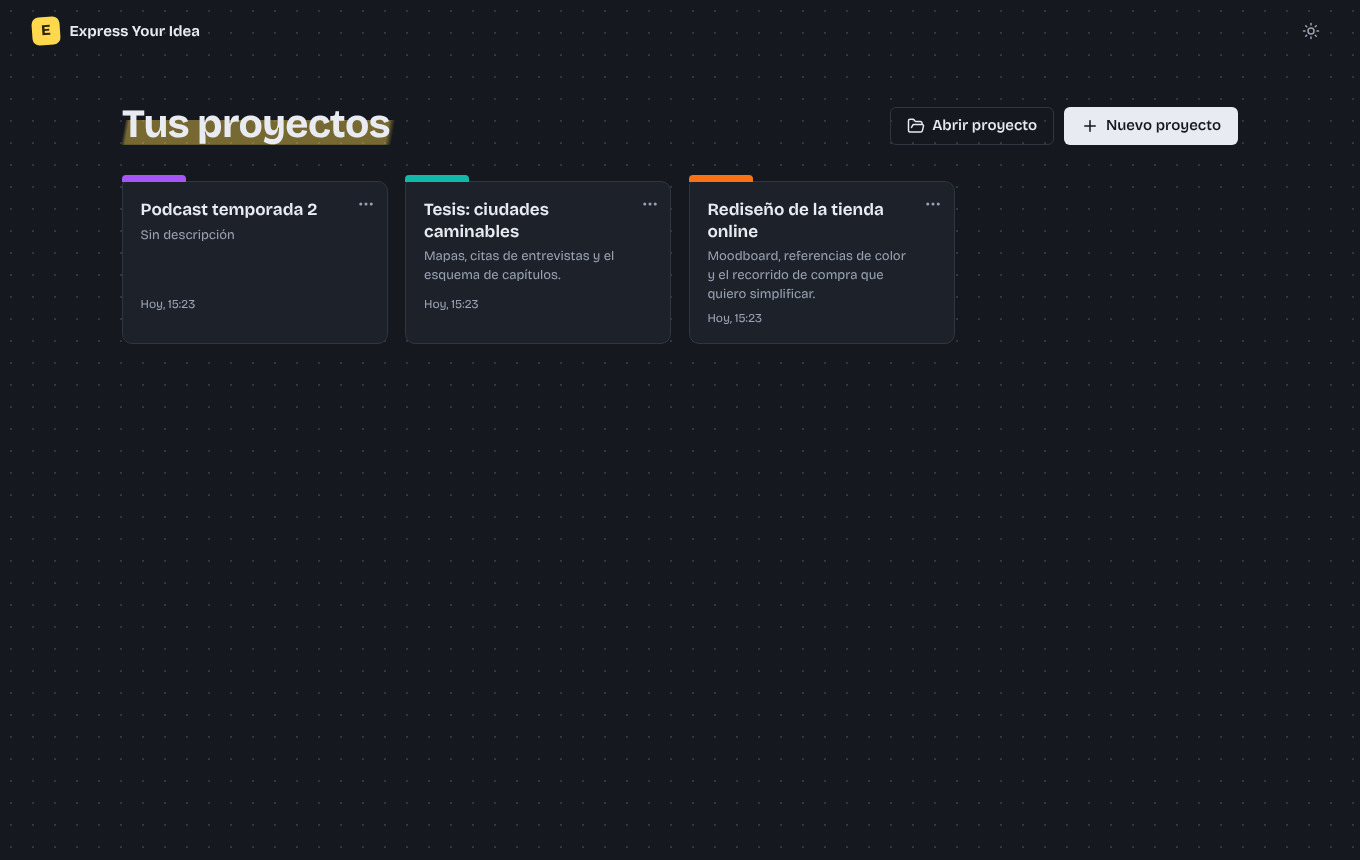 E
Express Your Idea
Tus proyectos
Abrir proyecto
Nuevo proyecto
Podcast temporada 2
Sin descripción
Hoy, 15:23
Tesis: ciudades
caminables
Mapas, citas de entrevistas y el
esquema de capítulos.
Hoy, 15:23
Rediseño de la tienda
online
Moodboard, referencias de color
y el recorrido de compra que
quiero simplificar.
Hoy, 15:23